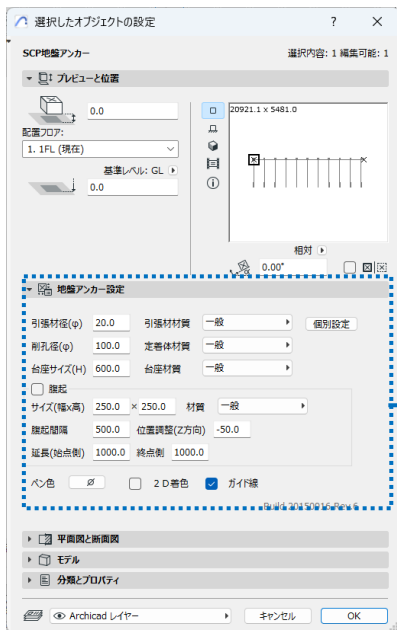 選択したオブジェクトの設定 ? ×
SCP地盤アンカー 選択内容: 1 編集可能: 1
プレビューと位置
0.0
配置フロア:
1. 1FL (現在)
基準レベル: GL
0.0
20921.1 x 5481.0
相対
0.00°
地盤アンカー設定
引張材径(φ) 20.0 引張材材質 一般 個別設定
削孔径(φ) 100.0 定着体材質 一般
台座サイズ(H) 600.0 台座材質 一般
腹起
サイズ(幅x高) 250.0 × 250.0 材質 一般
腹起間隔 500.0 位置調整(Z方向) -50.0
延長(始点側) 1000.0 終点側 1000.0
ペン色 2D着色 ガイド線
Build 20150916 Rev.6
平面図と断面図
モデル
分類とプロパティ
Archicad レイヤー キャンセル OK